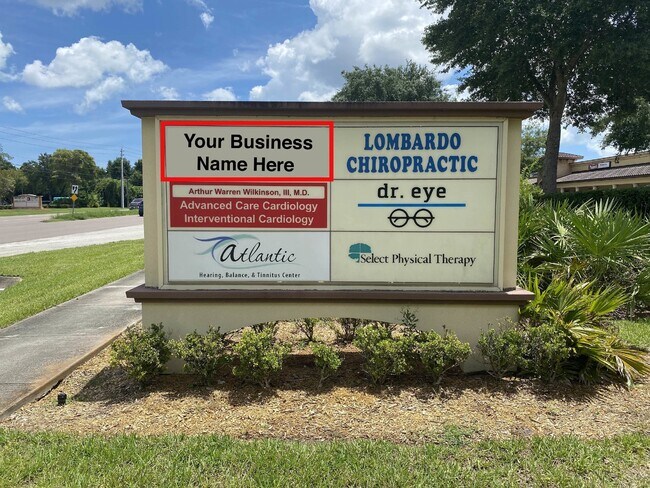 Your Business
Name Here
LOMBARDO
CHIROPRACTIC
Arthur Warren Wilkinson, III, M.D.
Advanced Care Cardiology
Interventional Cardiology
dr. eye
Atlantic
Hearing, Balance, & Tinnitus Center
Select Physical Therapy